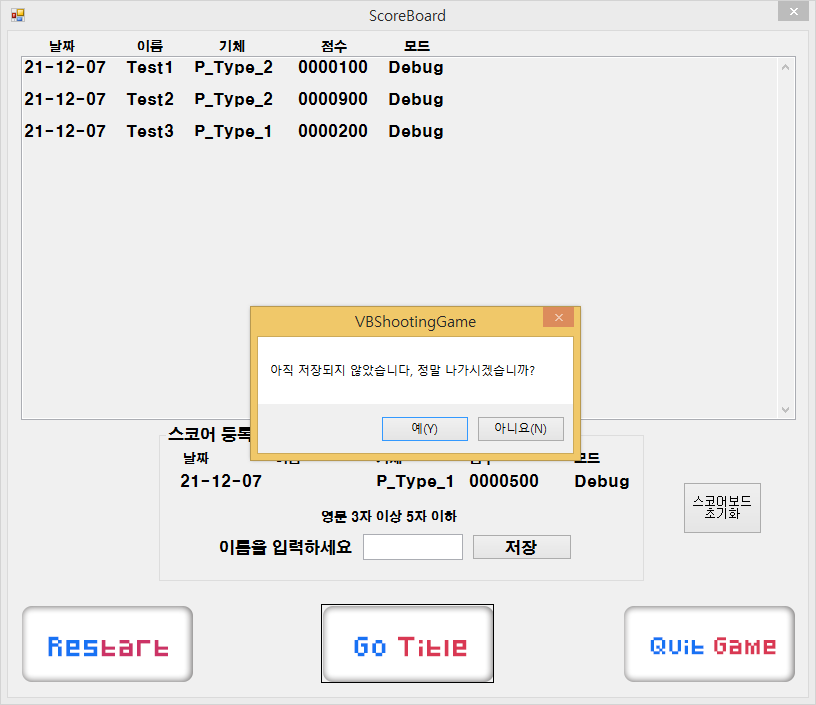 ScoreBoard
날짜 이름 기체 점수 모드
21-12-07 Test1 P_Type_2 0000100 Debug
21-12-07 Test2 P_Type_2 0000900 Debug
21-12-07 Test3 P_Type_1 0000200 Debug
VBShootingGame
아직 저장되지 않았습니다, 정말 나가시겠습니까?
예(Y) 아니요(N)
스코어 등록
날짜 모드
21-12-07 P_Type_1 0000500 Debug
영문 3자 이상 5자 이하
이름을 입력하세요 저장
스코어보드
초기화
Restart Go Title Quit Game